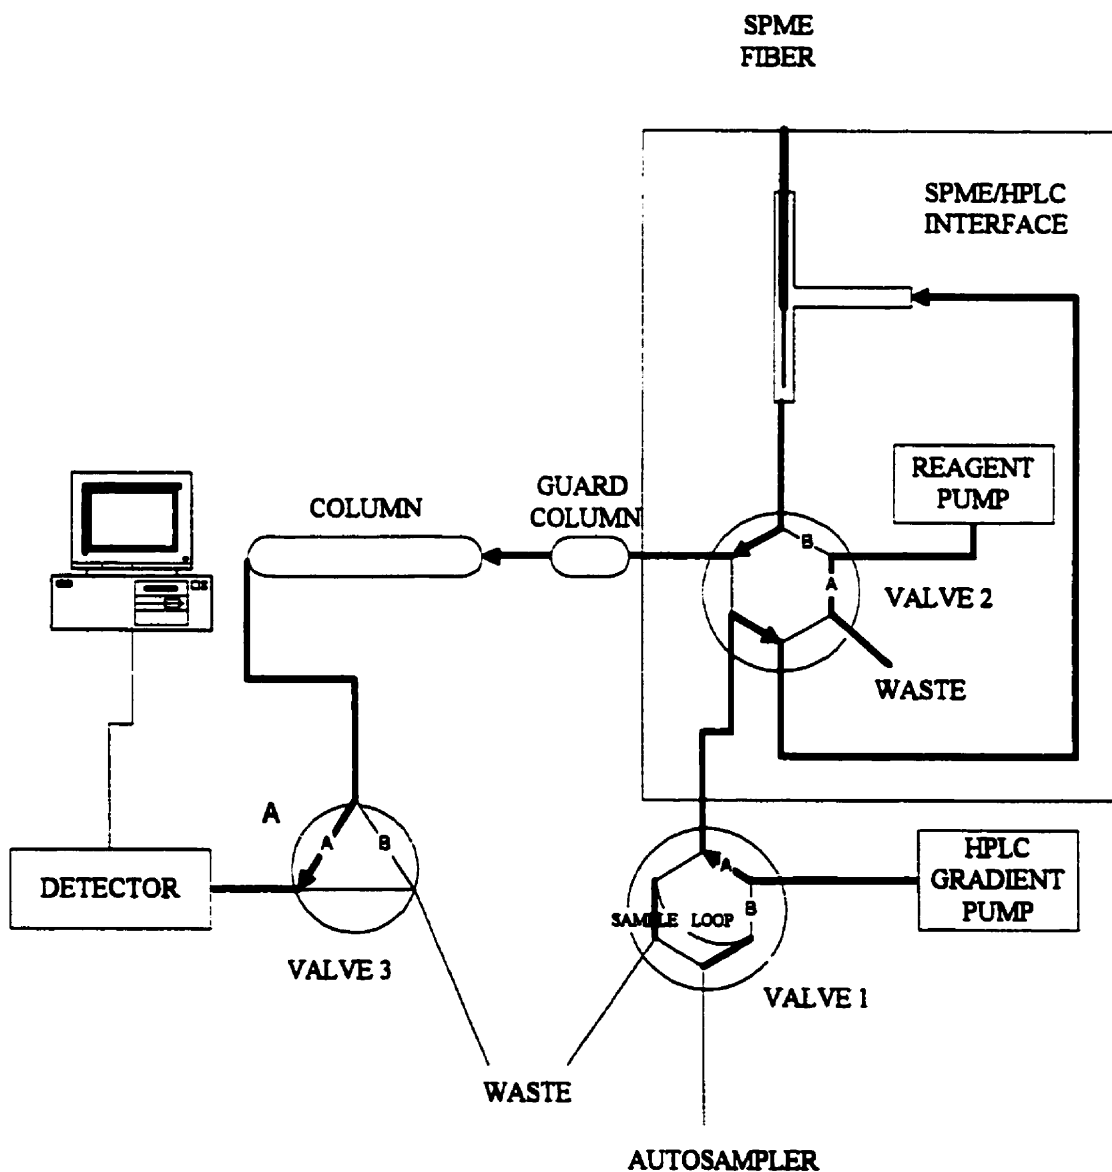 SPME
FIBER
SPME/HPLC
INTERFACE
REAGENT
PUMP
GUARD
COLUMN
COLUMN
B
A
VALVE 2
WASTE
A
A
B
DETECTOR
VALVE 3
A
B
SAMPLE LOOP
HPLC
GRADIENT
PUMP
VALVE 1
WASTE
AUTOSAMPLER